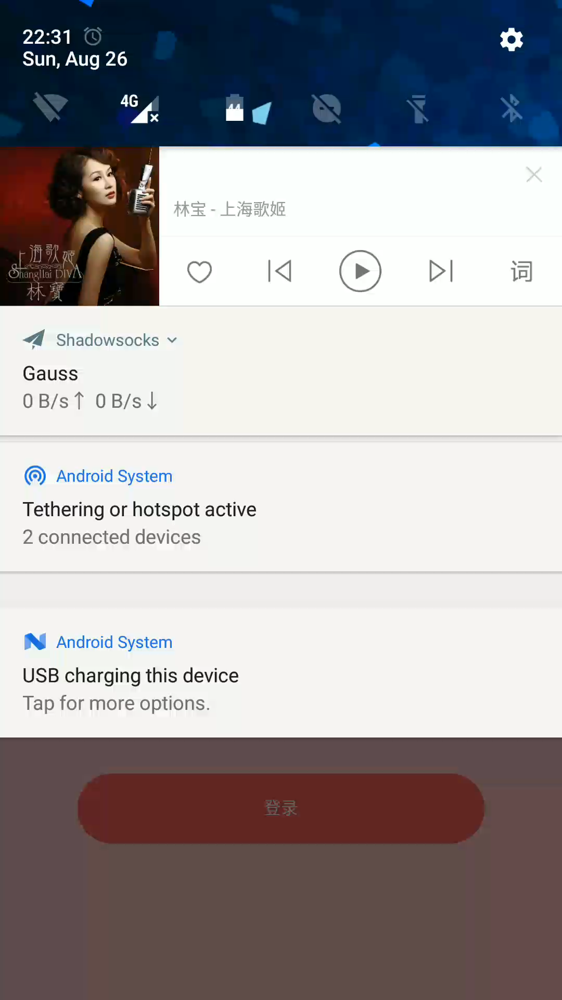 22:31
Sun, Aug 26
4G
44
林宝 - 上海歌姬
上海歌姬
ShangHai DIVA
林寶
词
Shadowsocks
Gauss
0 B/s↑ 0 B/s↓
Android System
Tethering or hotspot active
2 connected devices
Android System
USB charging this device
Tap for more options.
登录